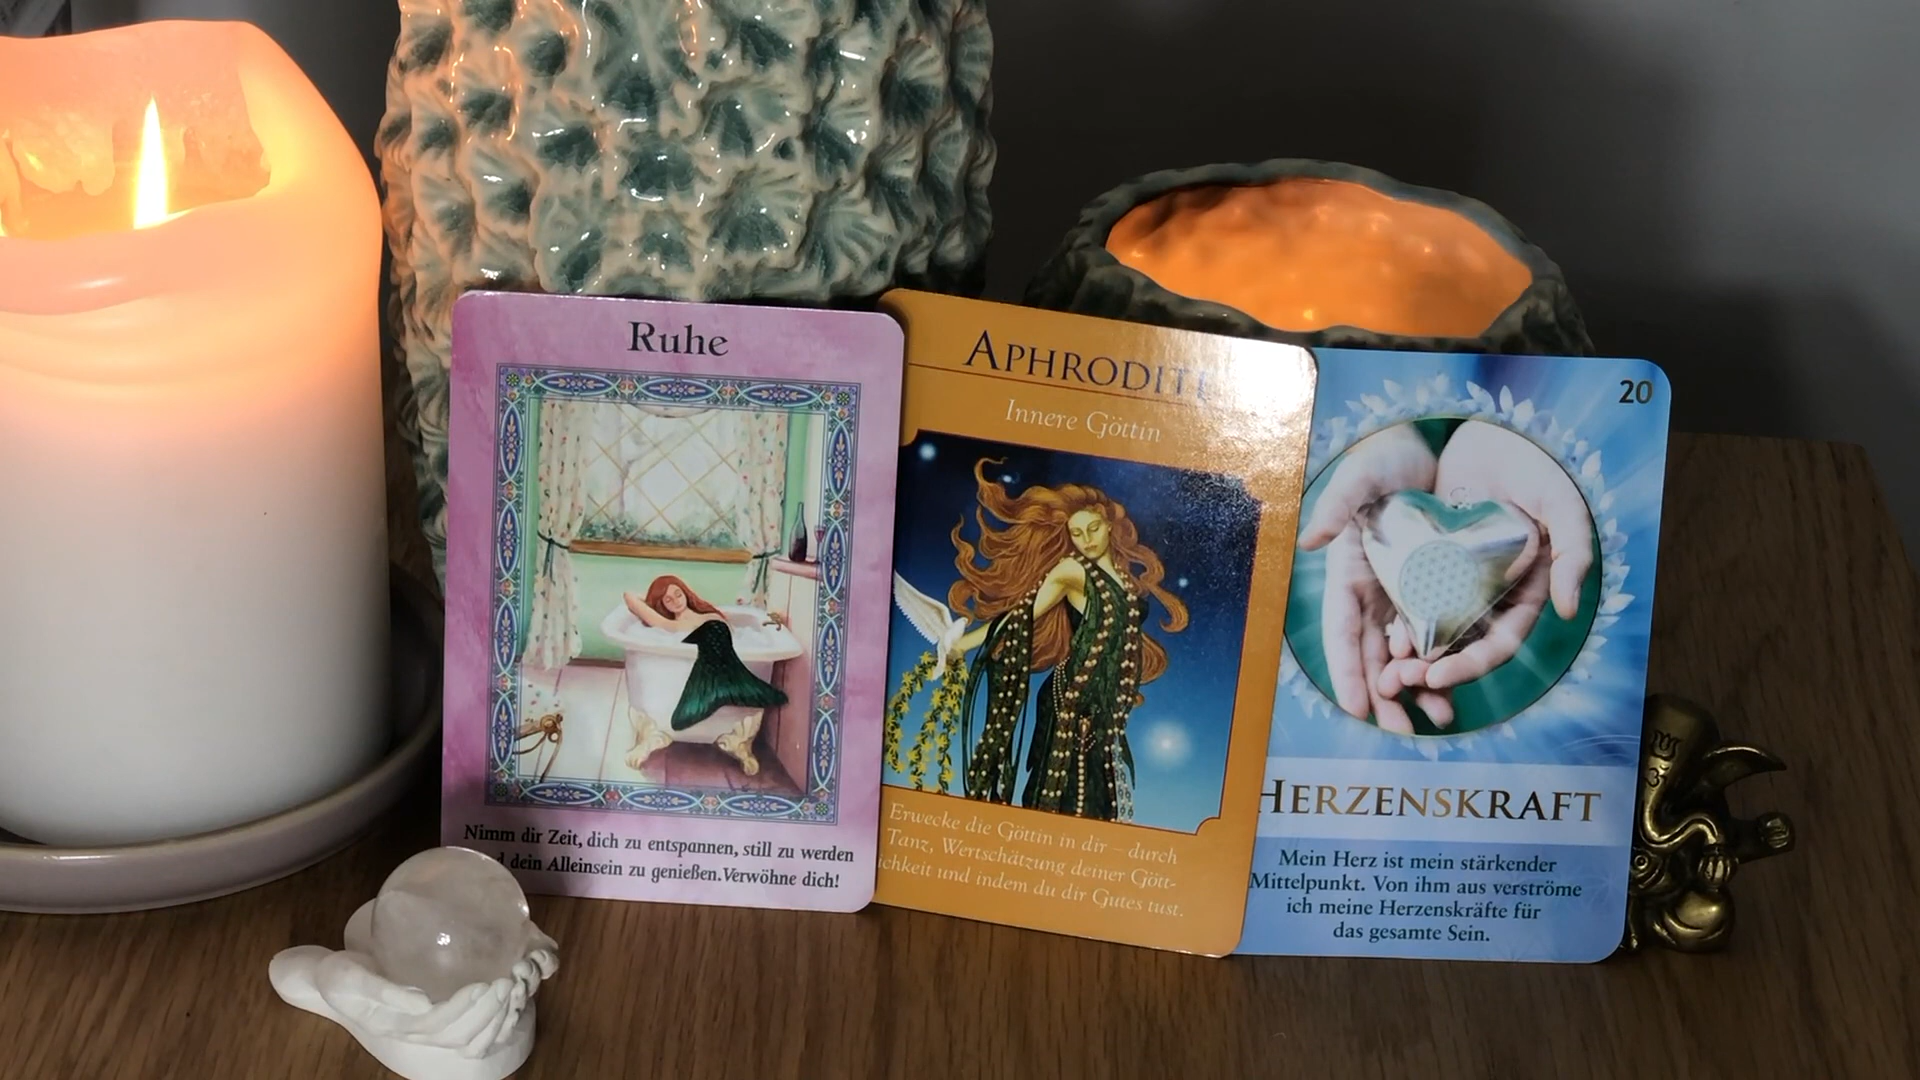 Ruhe
Nimm dir Zeit, dich zu entspannen, still zu werden
dein Alleinsein zu genießen. Verwöhne dich!
APHRODITE
Innere Göttin
Erwecke die Göttin in dir – durch
Tanz, Wertschätzung deiner Gött-
ichkeit und indem du dir Gutes tust.
20
HERZENSKRAFT
Mein Herz ist mein stärkender
Mittelpunkt. Von ihm aus verströme
ich meine Herzenskräfte für
das gesamte Sein.